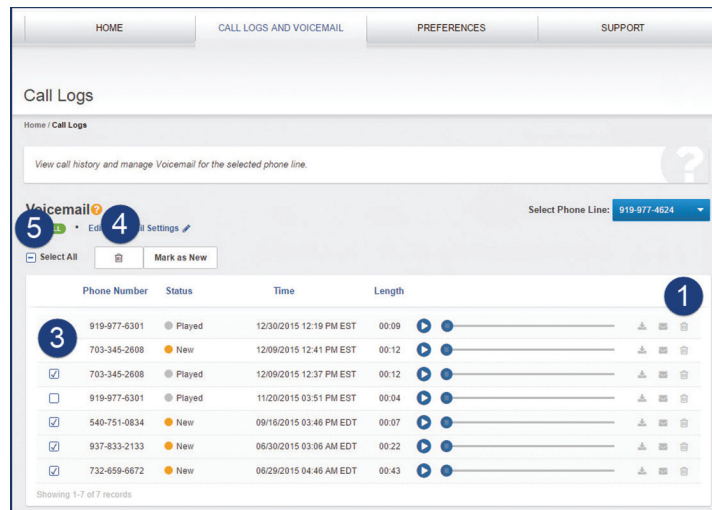 HOME CALL LOGS AND VOICEMAIL PREFERENCES SUPPORT
Call Logs
Home / Call Logs
View call history and manage Voicemail for the selected phone line.
?
Voicemail ?
Select Phone Line: 919-977-4624
5 4
Settings
Select All Mark as New
Phone Number Status Time Length
1
919-977-6301 Played 12/30/2015 12:19 PM EST 00:09
3
703-345-2608 New 12/09/2015 12:41 PM EST 00:12
703-345-2608 Played 12/09/2015 12:37 PM EST 00:12
919-977-6301 Played 11/20/2015 03:51 PM EST 00:04
540-751-0834 New 09/16/2015 03:46 PM EDT 00:07
937-833-2133 New 06/30/2015 03:06 AM EDT 00:22
732-659-6672 New 06/29/2015 04:46 AM EDT 00:43
Showing 1-7 of 7 records